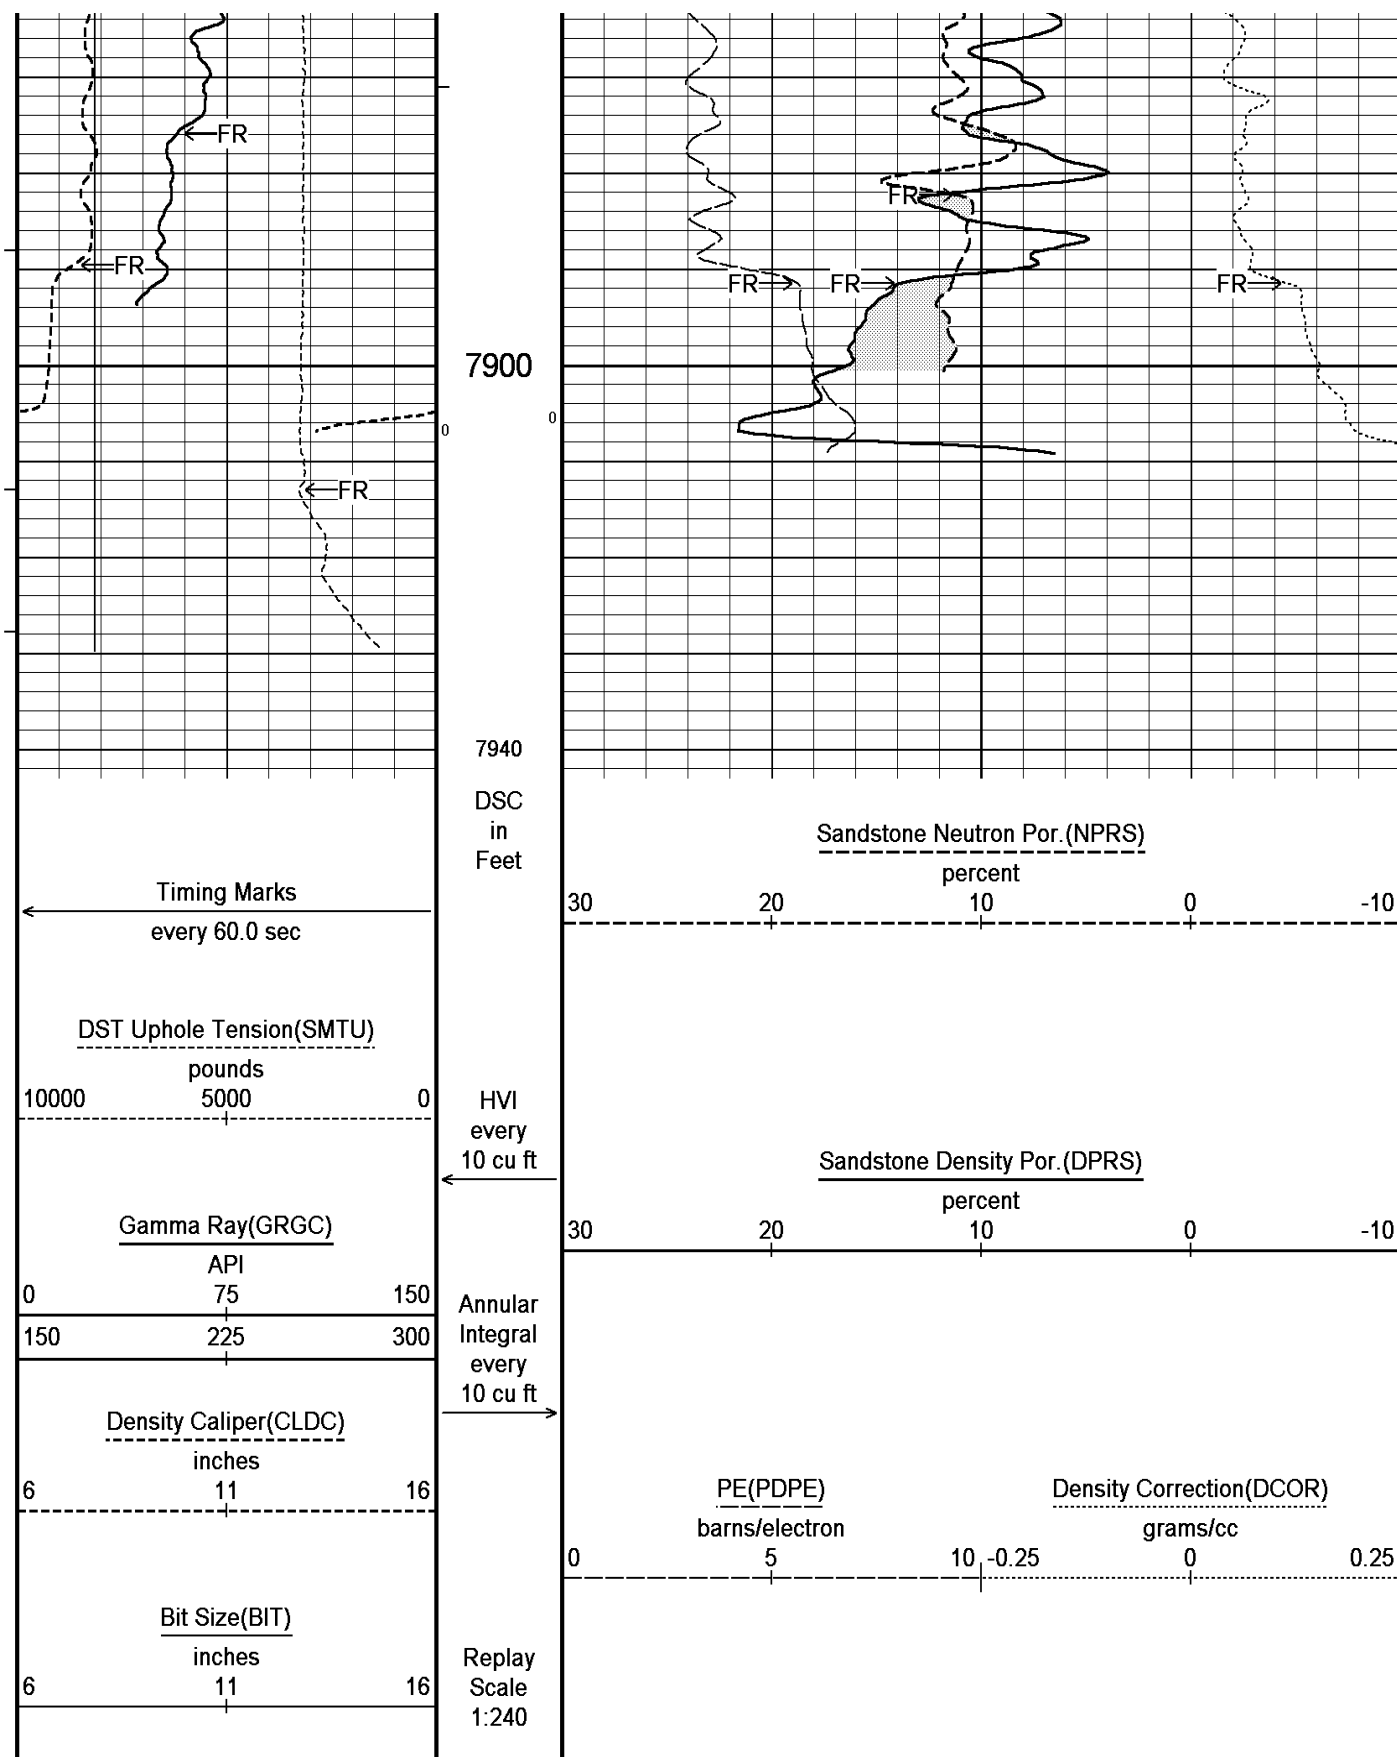 FR
FR
FR
FR
FR
FR
7900
0
0
FR
7940
DSC
in
Feet
Sandstone Neutron Por.(NPRS)
percent
30 20 10 0 -10
Timing Marks
every 60.0 sec
DST Uphole Tension(SMTU)
pounds
10000 5000 0
HVI
every
10 cu ft
Sandstone Density Por.(DPRS)
percent
30 20 10 0 -10
Gamma Ray(GRGC)
API
0 75 150
150 225 300
Annular
Integral
every
10 cu ft
Density Caliper(CLDC)
inches
6 11 16
PE(PDPE)
barns/electron
0 5 10
Density Correction(DCOR)
grams/cc
-0.25 0 0.25
Bit Size(BIT)
inches
6 11 16
Replay
Scale
1:240